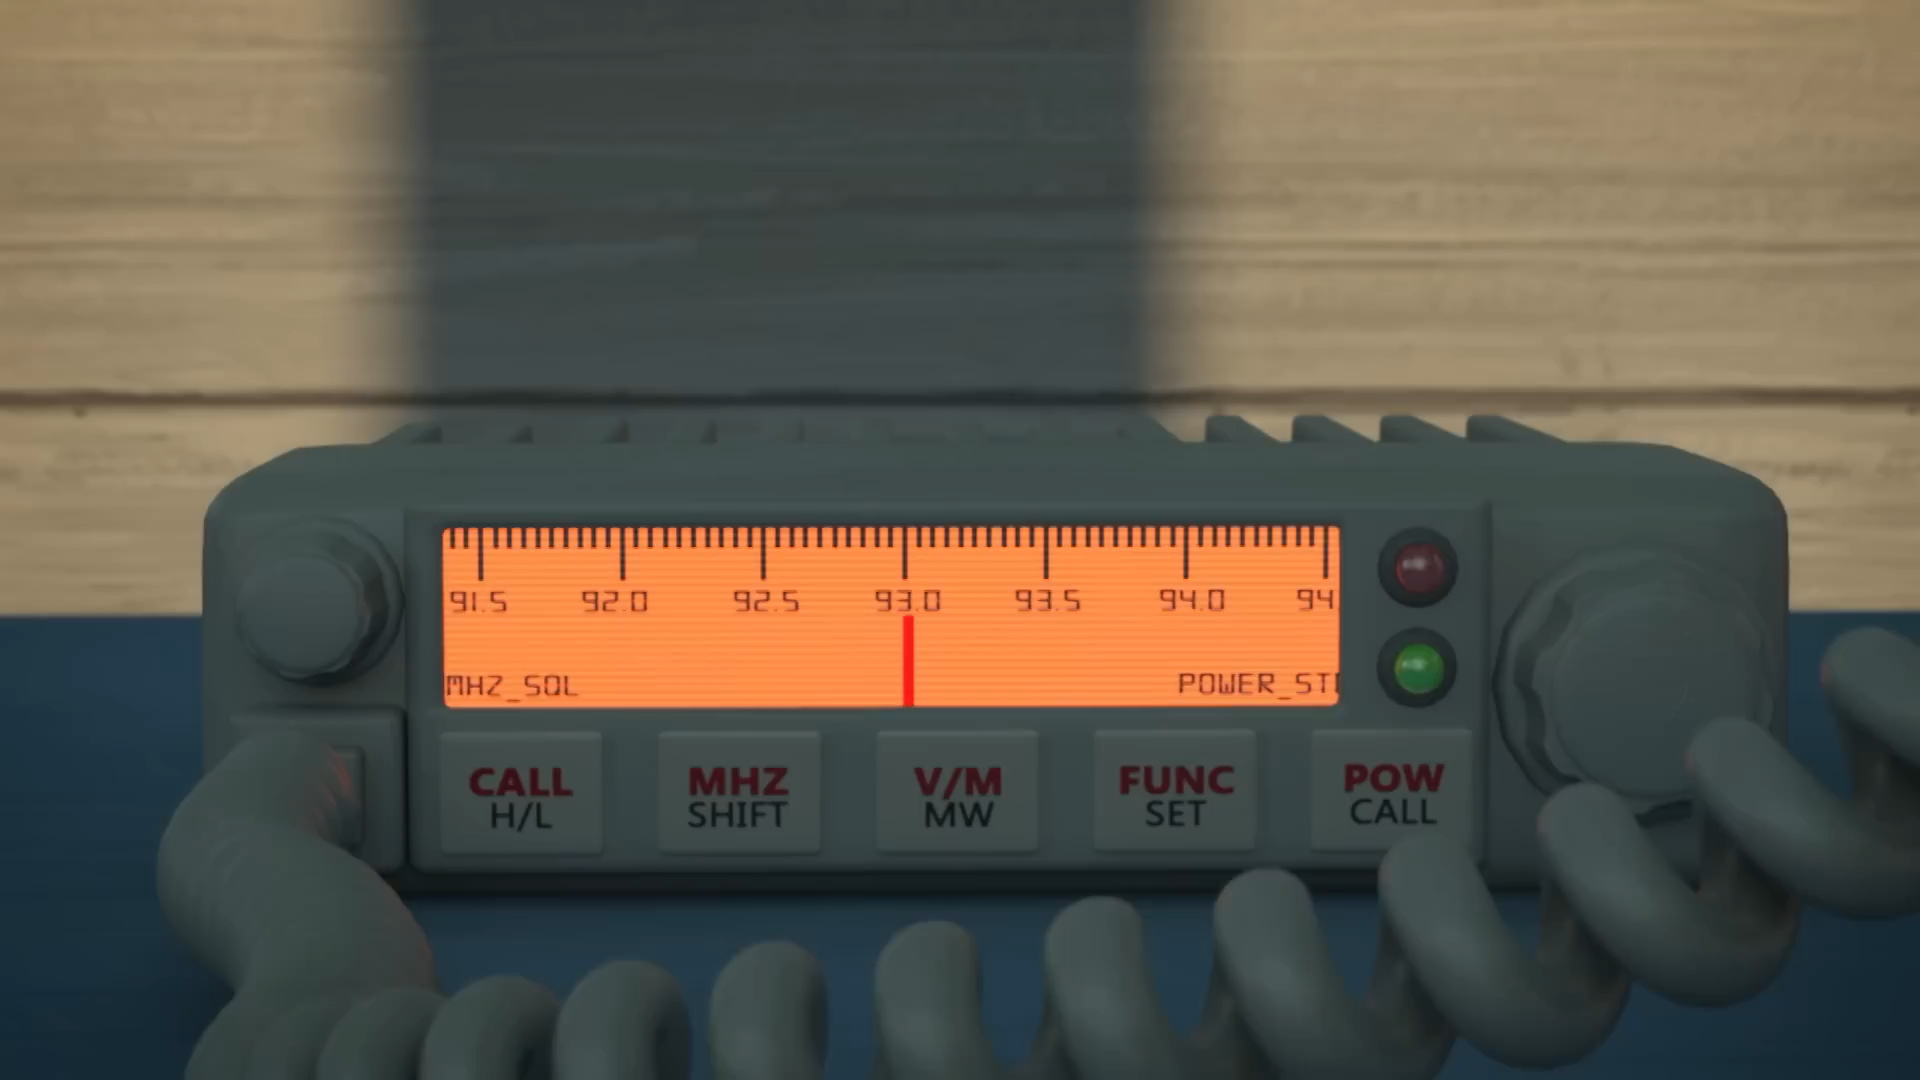 91.5 92.0 92.5 93.0 93.5 94.0 94
MHZ_SQL POWER_ST
CALL MHZ V/M FUNC POW
H/L SHIFT MW SET CALL